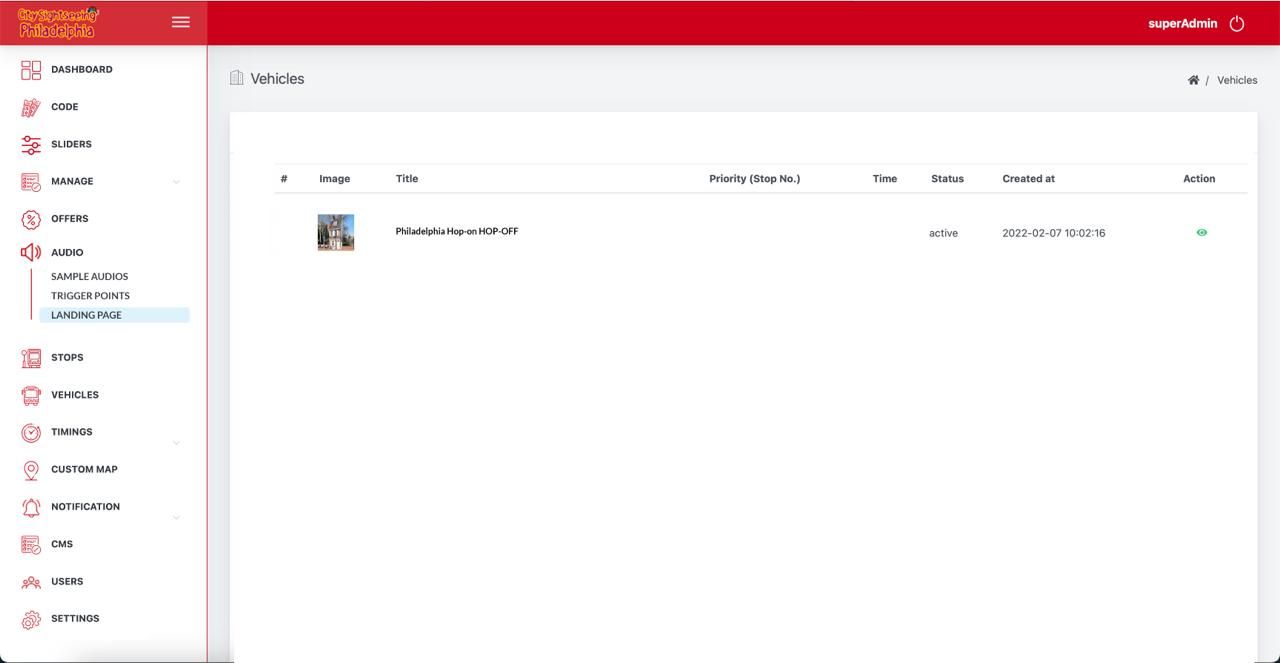 CitySightseeing
Philadelphia
superAdmin
DASHBOARD
CODE
SLIDERS
MANAGE
OFFERS
AUDIO
SAMPLE AUDIOS
TRIGGER POINTS
LANDING PAGE
STOPS
VEHICLES
TIMINGS
CUSTOM MAP
NOTIFICATION
CMS
USERS
SETTINGS
Vehicles
/ Vehicles
# Image Title Priority (Stop No.) Time Status Created at Action
Philadelphia Hop-on HOP-OFF active 2022-02-07 10:02:16